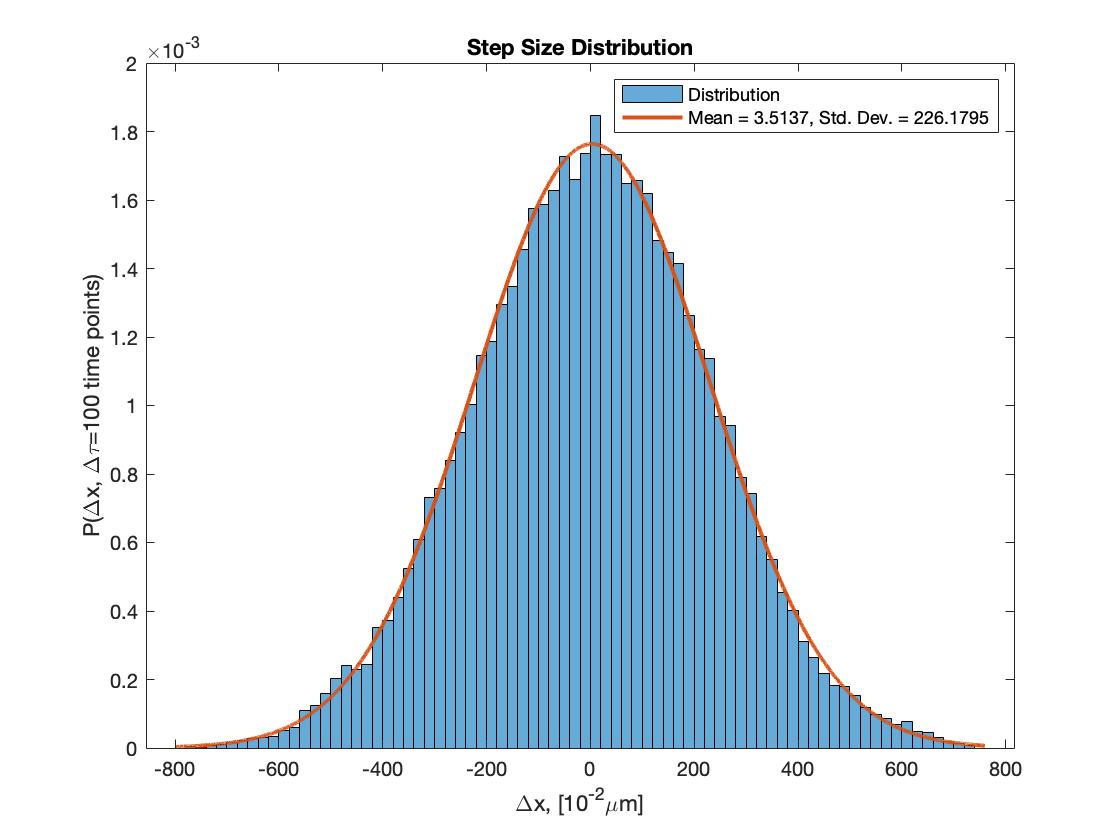 Step Size Distribution
×10⁻³
Distribution
Mean = 3.5137, Std. Dev. = 226.1795
2
1.8
1.6
1.4
1.2
1
0.8
0.6
0.4
0.2
0
P(Δx, Δτ=100 time points)
-800 -600 -400 -200 0 200 400 600 800
Δx, [10⁻²μm]